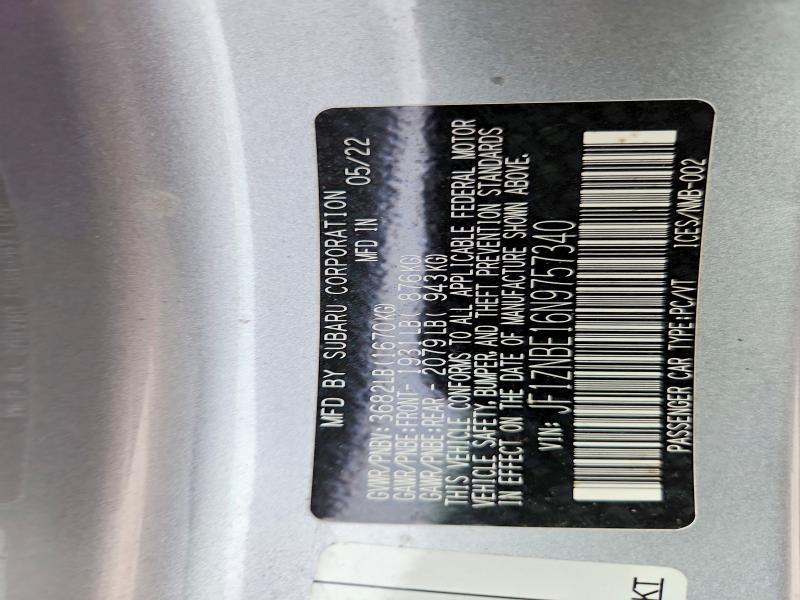 MFD BY SUBARU CORPORATION
MFD IN 05/22
GVWR/PNBV: 3682LB(1670KG)
GAWR/PNBE:FRONT- 1931LB( 876KG)
GAWR/PNBE:REAR - 2079LB( 943KG)
THIS VEHICLE CONFORMS TO ALL APPLICABLE FEDERAL MOTOR
VEHICLE SAFETY, BUMPER, AND THEFT PREVENTION STANDARDS
IN EFFECT ON THE DATE OF MANUFACTURE SHOWN ABOVE.
VIN: JF1ZNBE16N9757340
PASSENGER CAR TYPE:PC/VT ICES/NMB-002
KT